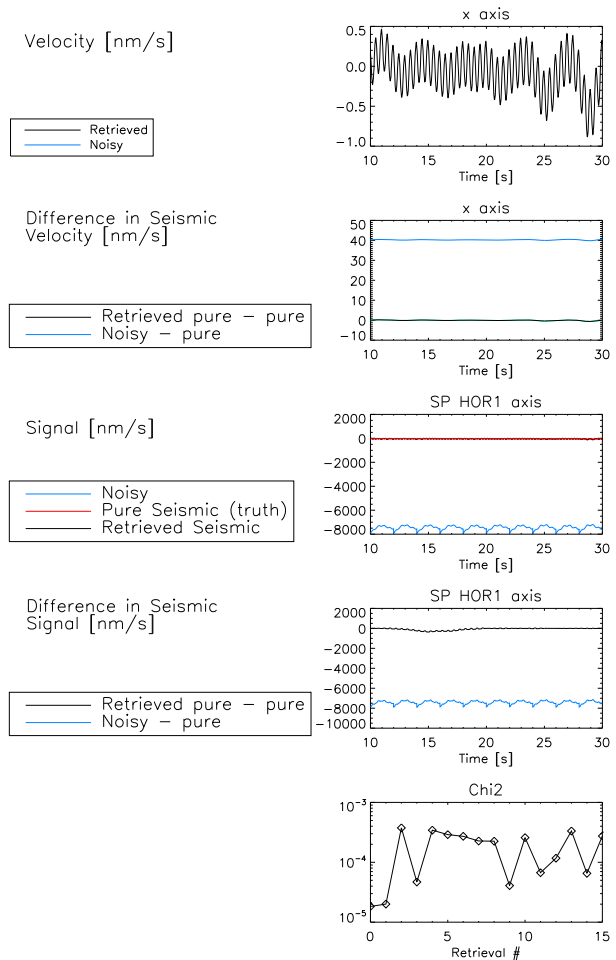 x axis
Velocity [nm/s]
0.5
0.0
−0.5
−1.0
Retrieved
Noisy
10 15 20 25 30
Time [s]
x axis
Difference in Seismic
Velocity [nm/s]
50
40
30
20
10
0
−10
Retrieved pure − pure
Noisy − pure
10 15 20 25 30
Time [s]
SP HOR1 axis
Signal [nm/s]
2000
0
−2000
−4000
−6000
−8000
Noisy
Pure Seismic (truth)
Retrieved Seismic
10 15 20 25 30
Time [s]
SP HOR1 axis
Difference in Seismic
Signal [nm/s]
2000
0
−2000
−4000
−6000
−8000
−10000
Retrieved pure − pure
Noisy − pure
10 15 20 25 30
Time [s]
Chi2
10⁻³
10⁻⁴
10⁻⁵
0 5 10 15
Retrieval #